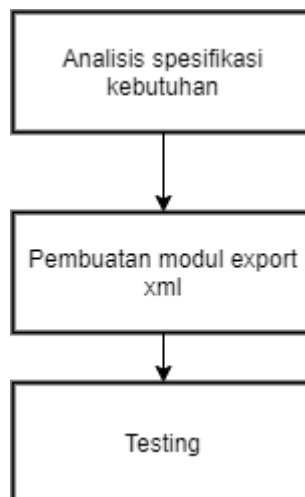 Analisis spesifikasi
kebutuhan
Pembuatan modul export
xml
Testing